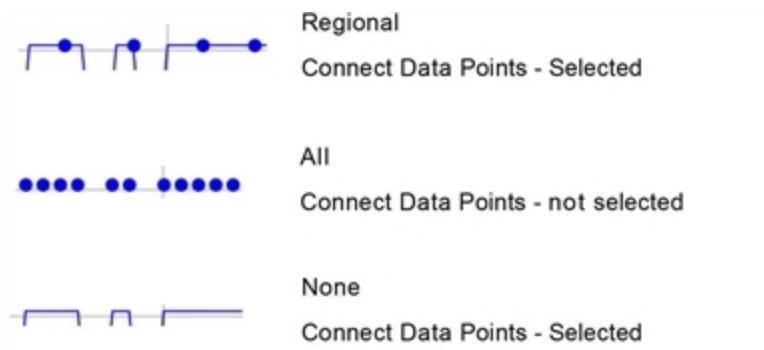 Regional
Connect Data Points - Selected
All
Connect Data Points - not selected
None
Connect Data Points - Selected